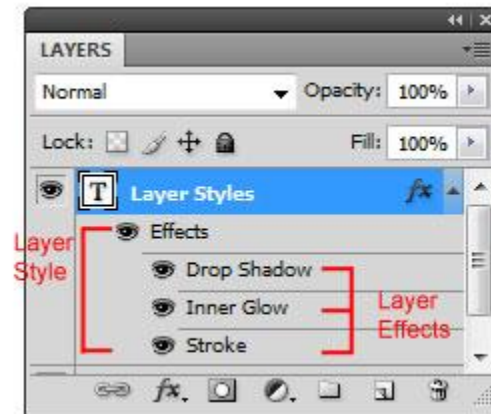 LAYERS
Normal Opacity: 100%
Lock: Fill: 100%
T Layer Styles fx
Effects
Layer Style
Drop Shadow
Inner Glow
Layer Effects
Stroke
fx.